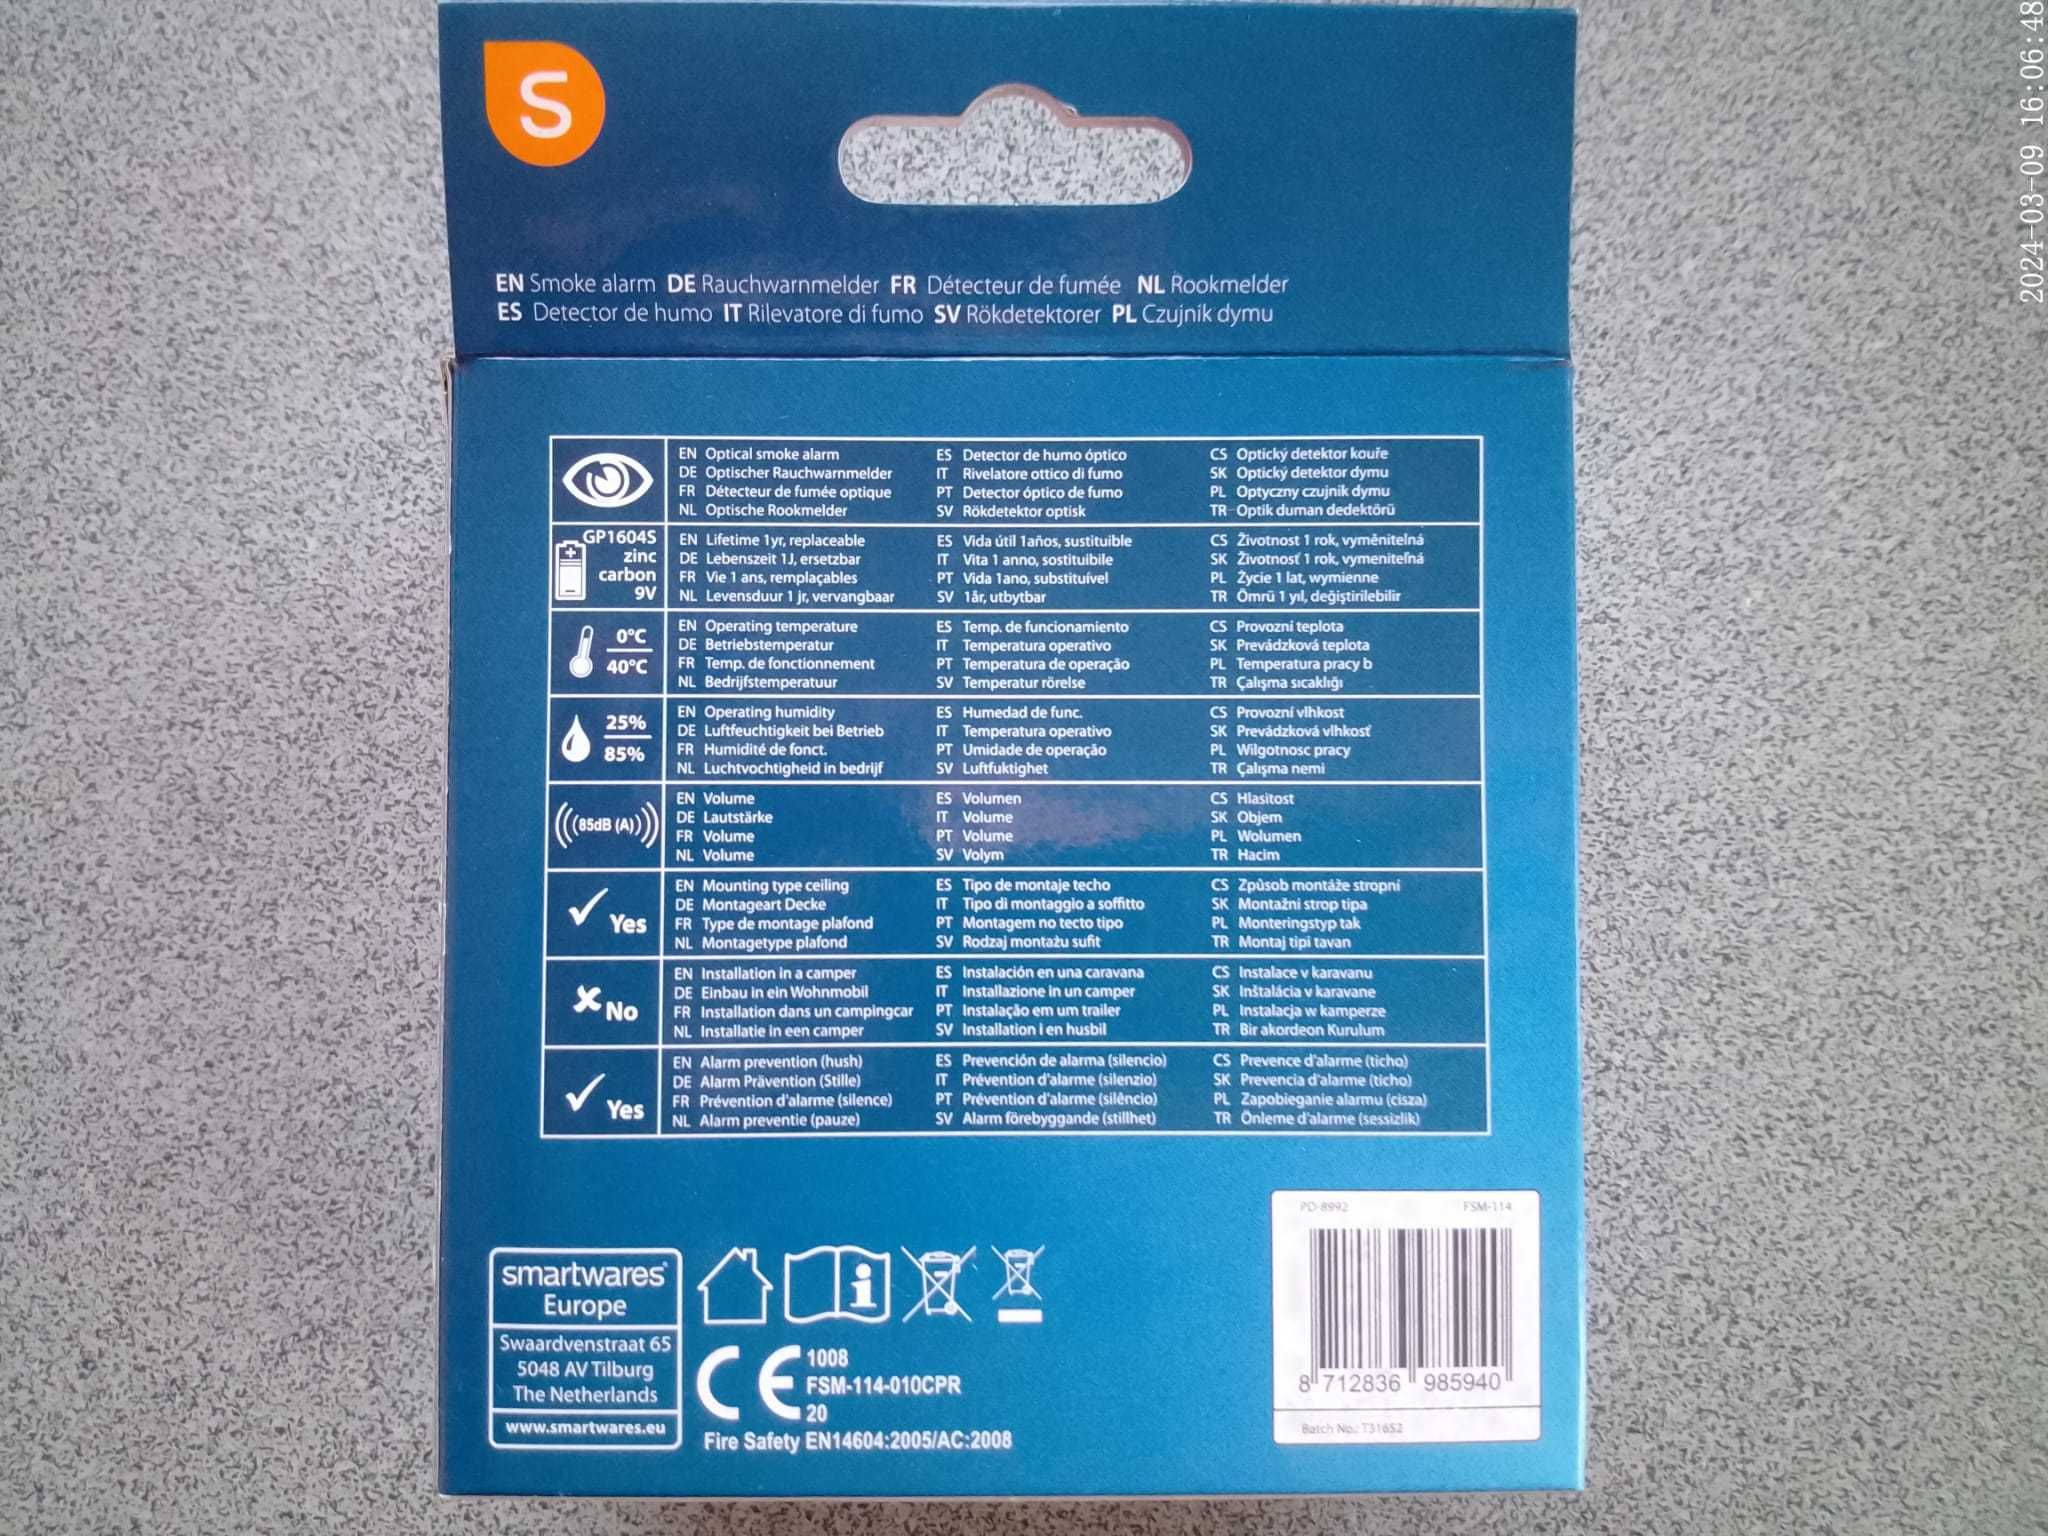 S
EN Smoke alarm DE Rauchwarnmelder FR Détecteur de fumée NL Rookmelder
ES Detector de humo IT Rilevatore di fumo SV Rökdetektorer PL Czujnik dymu
EN Optical smoke alarm ES Detector de humo óptico CS Optický detektor kouře
DE Optischer Rauchwarnmelder IT Rivelatore ottico di fumo SK Optický detektor dymu
FR Détecteur de fumée optique PT Detector óptico de fumo PL Optyczny czujnik dymu
NL Optische Rookmelder SV Rökdetektor optisk TR Optik duman dedektörü
GP1604S
zinc
carbon
9V
EN Lifetime 1yr, replaceable ES Vida útil 1años, sustituible CS Životnost 1 rok, vyměnitelná
DE Lebenszeit 1J, ersetzbar IT Vita 1 anno, sostituibile SK Životnosť 1 rok, vymeniteľná
FR Vie 1 ans, remplaçables PT Vida 1ano, substituível PL Życie 1 lat, wymienne
NL Levensduur 1 jr, vervangbaar SV 1år, utbytbar TR Ömrü 1 yıl, değiştirilebilir
0°C
40°C
EN Operating temperature ES Temp. de funcionamiento CS Provozní teplota
DE Betriebstemperatur IT Temperatura operativo SK Prevádzková teplota
FR Temp. de fonctionnement PT Temperatura de operação PL Temperatura pracy b
NL Bedrijfstemperatuur SV Temperatur rörelse TR Çalışma sıcaklığı
25%
85%
EN Operating humidity ES Humedad de func. CS Provozní vlhkost
DE Luftfeuchtigkeit bei Betrieb IT Temperatura operativo SK Prevádzková vlhkosť
FR Humidité de fonct. PT Umidade de operação PL Wilgotnosc pracy
NL Luchtvochtigheid in bedrijf SV Luftfuktighet TR Çalışma nemi
85dB (A)
EN Volume ES Volumen CS Hlasitost
DE Lautstärke IT Volume SK Objem
FR Volume PT Volume PL Wolumen
NL Volume SV Volym TR Hacim
Yes
EN Mounting type ceiling ES Tipo de montaje techo CS Způsob montáže stropní
DE Montageart Decke IT Tipo di montaggio a soffitto SK Montažni strop tipa
FR Type de montage plafond PT Montagem no tecto tipo PL Monteringstyp tak
NL Montagetype plafond SV Rodzaj montażu sufit TR Montaj tipi tavan
No
EN Installation in a camper ES Instalación en una caravana CS Instalace v karavanu
DE Einbau in ein Wohnmobil IT Installazione in un camper SK Inštalácia v karavane
FR Installation dans un campingcar PT Instalação em um trailer PL Instalacja w kamperze
NL Installatie in een camper SV Installation i en husbil TR Bir akordeon Kurulum
Yes
EN Alarm prevention (hush) ES Prevención de alarma (silencio) CS Prevence d'alarme (ticho)
DE Alarm Prävention (Stille) IT Prévention d'alarme (silenzio) SK Prevencia d'alarme (ticho)
FR Prévention d'alarme (silence) PT Prévention d'alarme (silêncio) PL Zapobieganie alarmu (cisza)
NL Alarm preventie (pauze) SV Alarm förebyggande (stillhet) TR Önleme d'alarme (sessizlik)
smartwares®
Europe
Swaardvenstraat 65
5048 AV Tilburg
The Netherlands
www.smartwares.eu
CE 1008
FSM-114-010CPR
20
Fire Safety EN14604:2005/AC:2008
PD-8992 FSM-114
8 712836 985940
Batch No.: T31652
2024-03-09 16:06:48